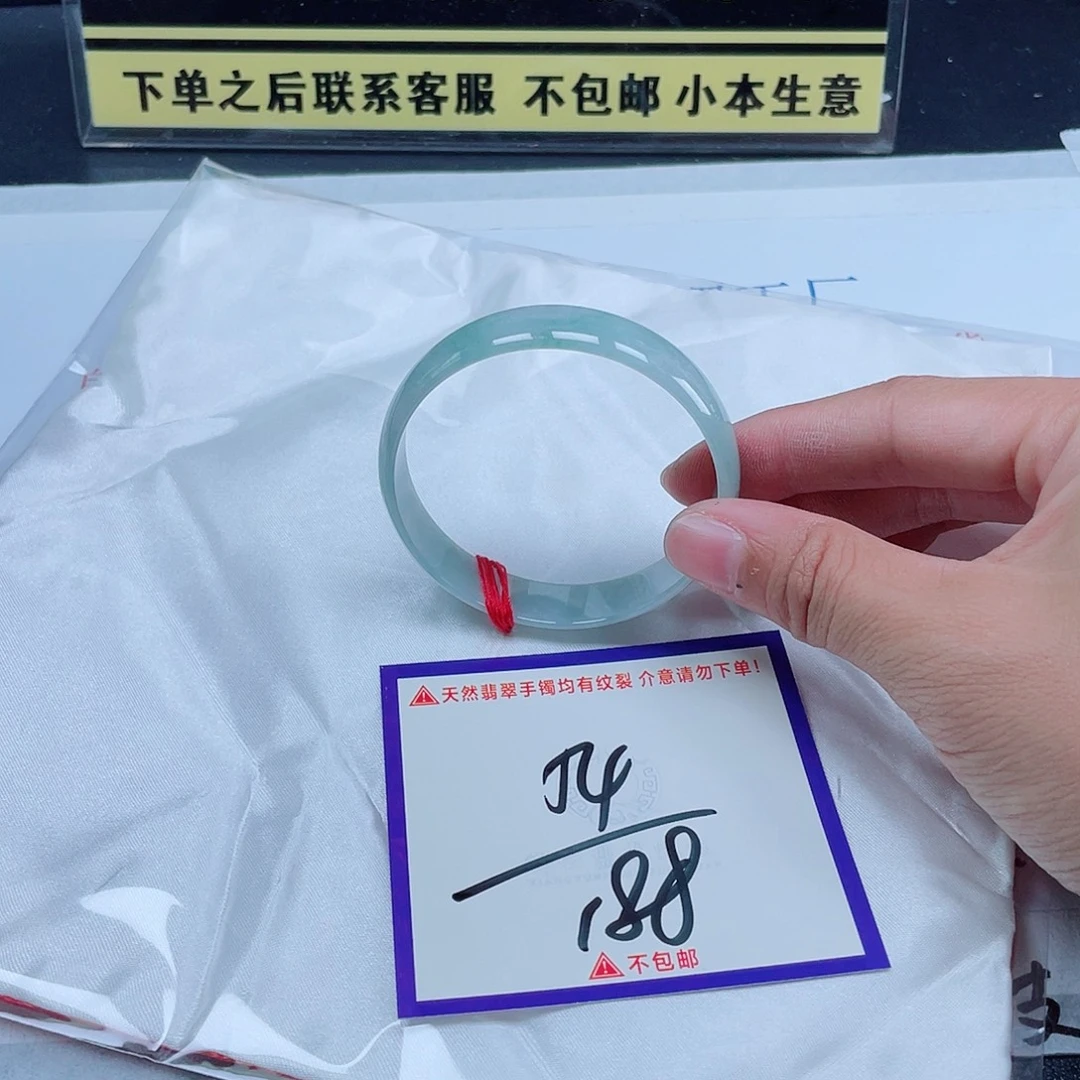 下单之后联系客服 不包邮 小本生意
天然翡翠手镯均有纹裂 介意请勿下单!
54
188
不包邮